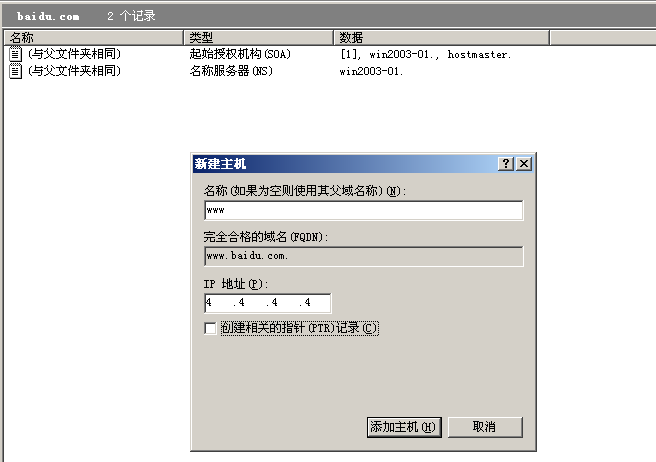 baidu.com 2 个记录
名称 类型 数据
(与父文件夹相同) 起始授权机构(SOA) [1], win2003-01., hostmaster.
(与父文件夹相同) 名称服务器(NS) win2003-01.
新建主机
名称(如果为空则使用其父域名称)(N):
www
完全合格的域名(FQDN):
www.baidu.com.
IP 地址(P):
4 .4 .4 .4
创建相关的指针(PTR)记录(C)
添加主机(H) 取消